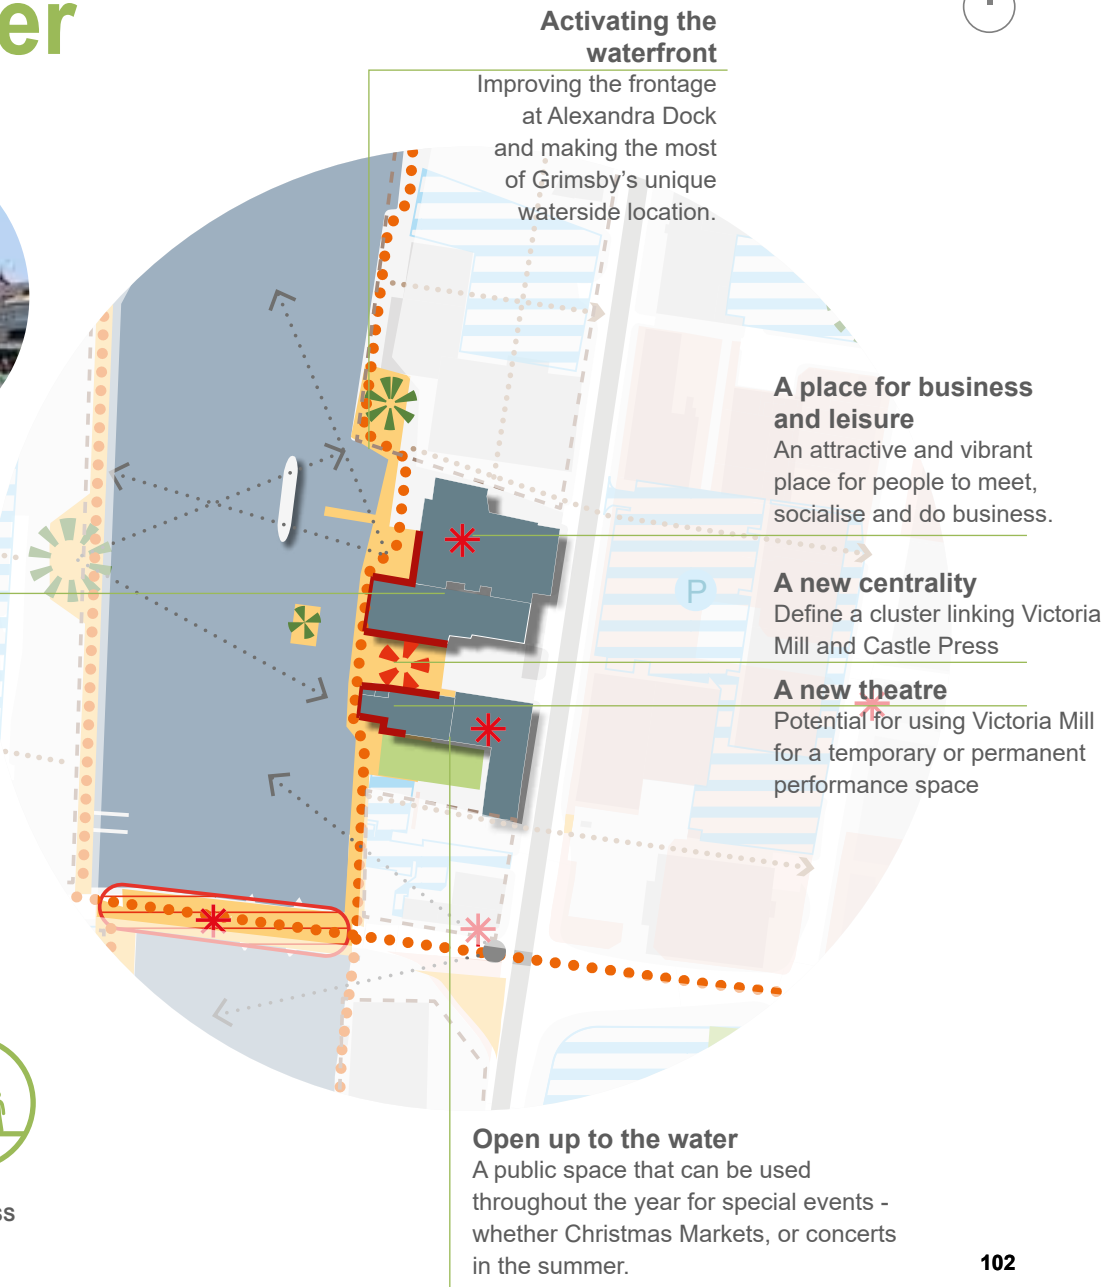 er
Activating the
waterfront
Improving the frontage
at Alexandra Dock
and making the most
of Grimsby’s unique
waterside location.
A place for business
and leisure
An attractive and vibrant
place for people to meet,
socialise and do business.
P
A new centrality
Define a cluster linking Victoria
Mill and Castle Press
A new theatre
Potential for using Victoria Mill
for a temporary or permanent
performance space
Open up to the water
A public space that can be used
throughout the year for special events -
whether Christmas Markets, or concerts
in the summer.
ss
102